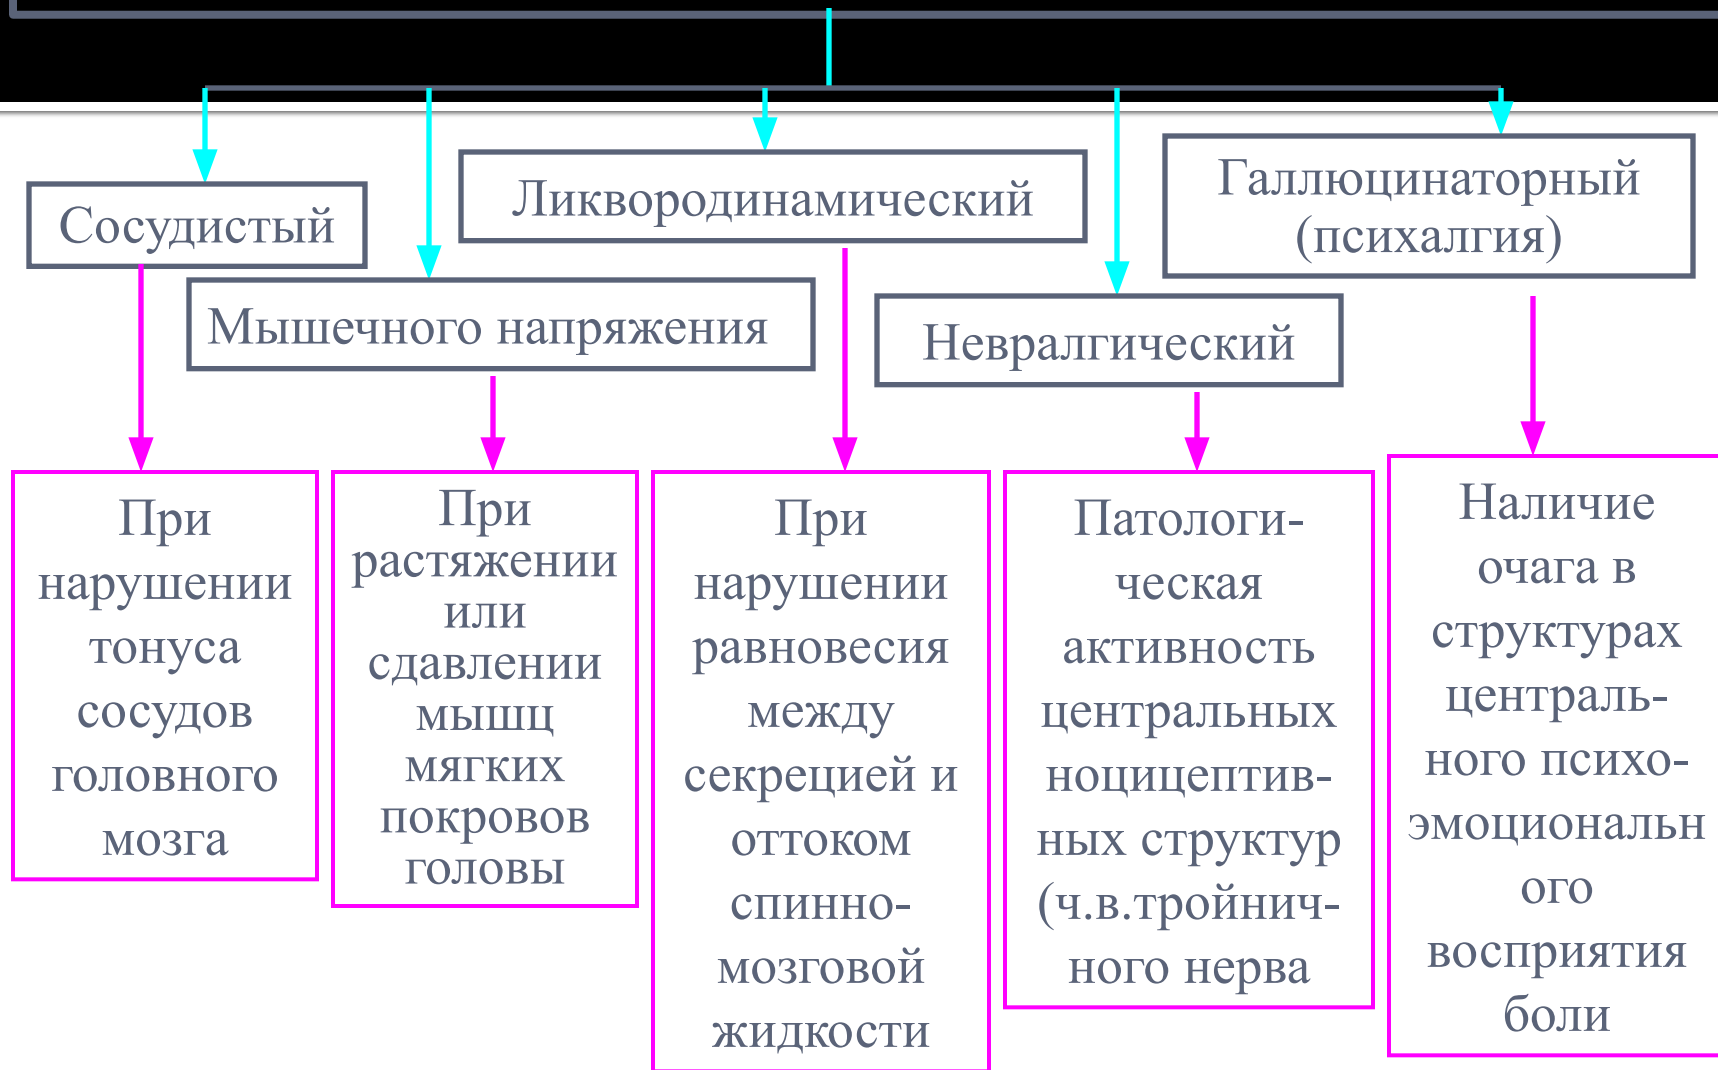 Сосудистый
Мышечного напряжения
Ликвородинамический
Невралгический
Галлюцинаторный
(психалгия)
При
нарушении
тонуса
сосудов
головного
мозга
При
растяжении
или
сдавлении
мышц
мягких
покровов
головы
При
нарушении
равновесия
между
секрецией и
оттоком
спинно-
мозговой
жидкости
Патологи-
ческая
активность
центральных
ноцицептив-
ных структур
(ч.в.тройнич-
ного нерва
Наличие
очага в
структурах
централь-
ного психо-
эмоциональн
ого
восприятия
боли